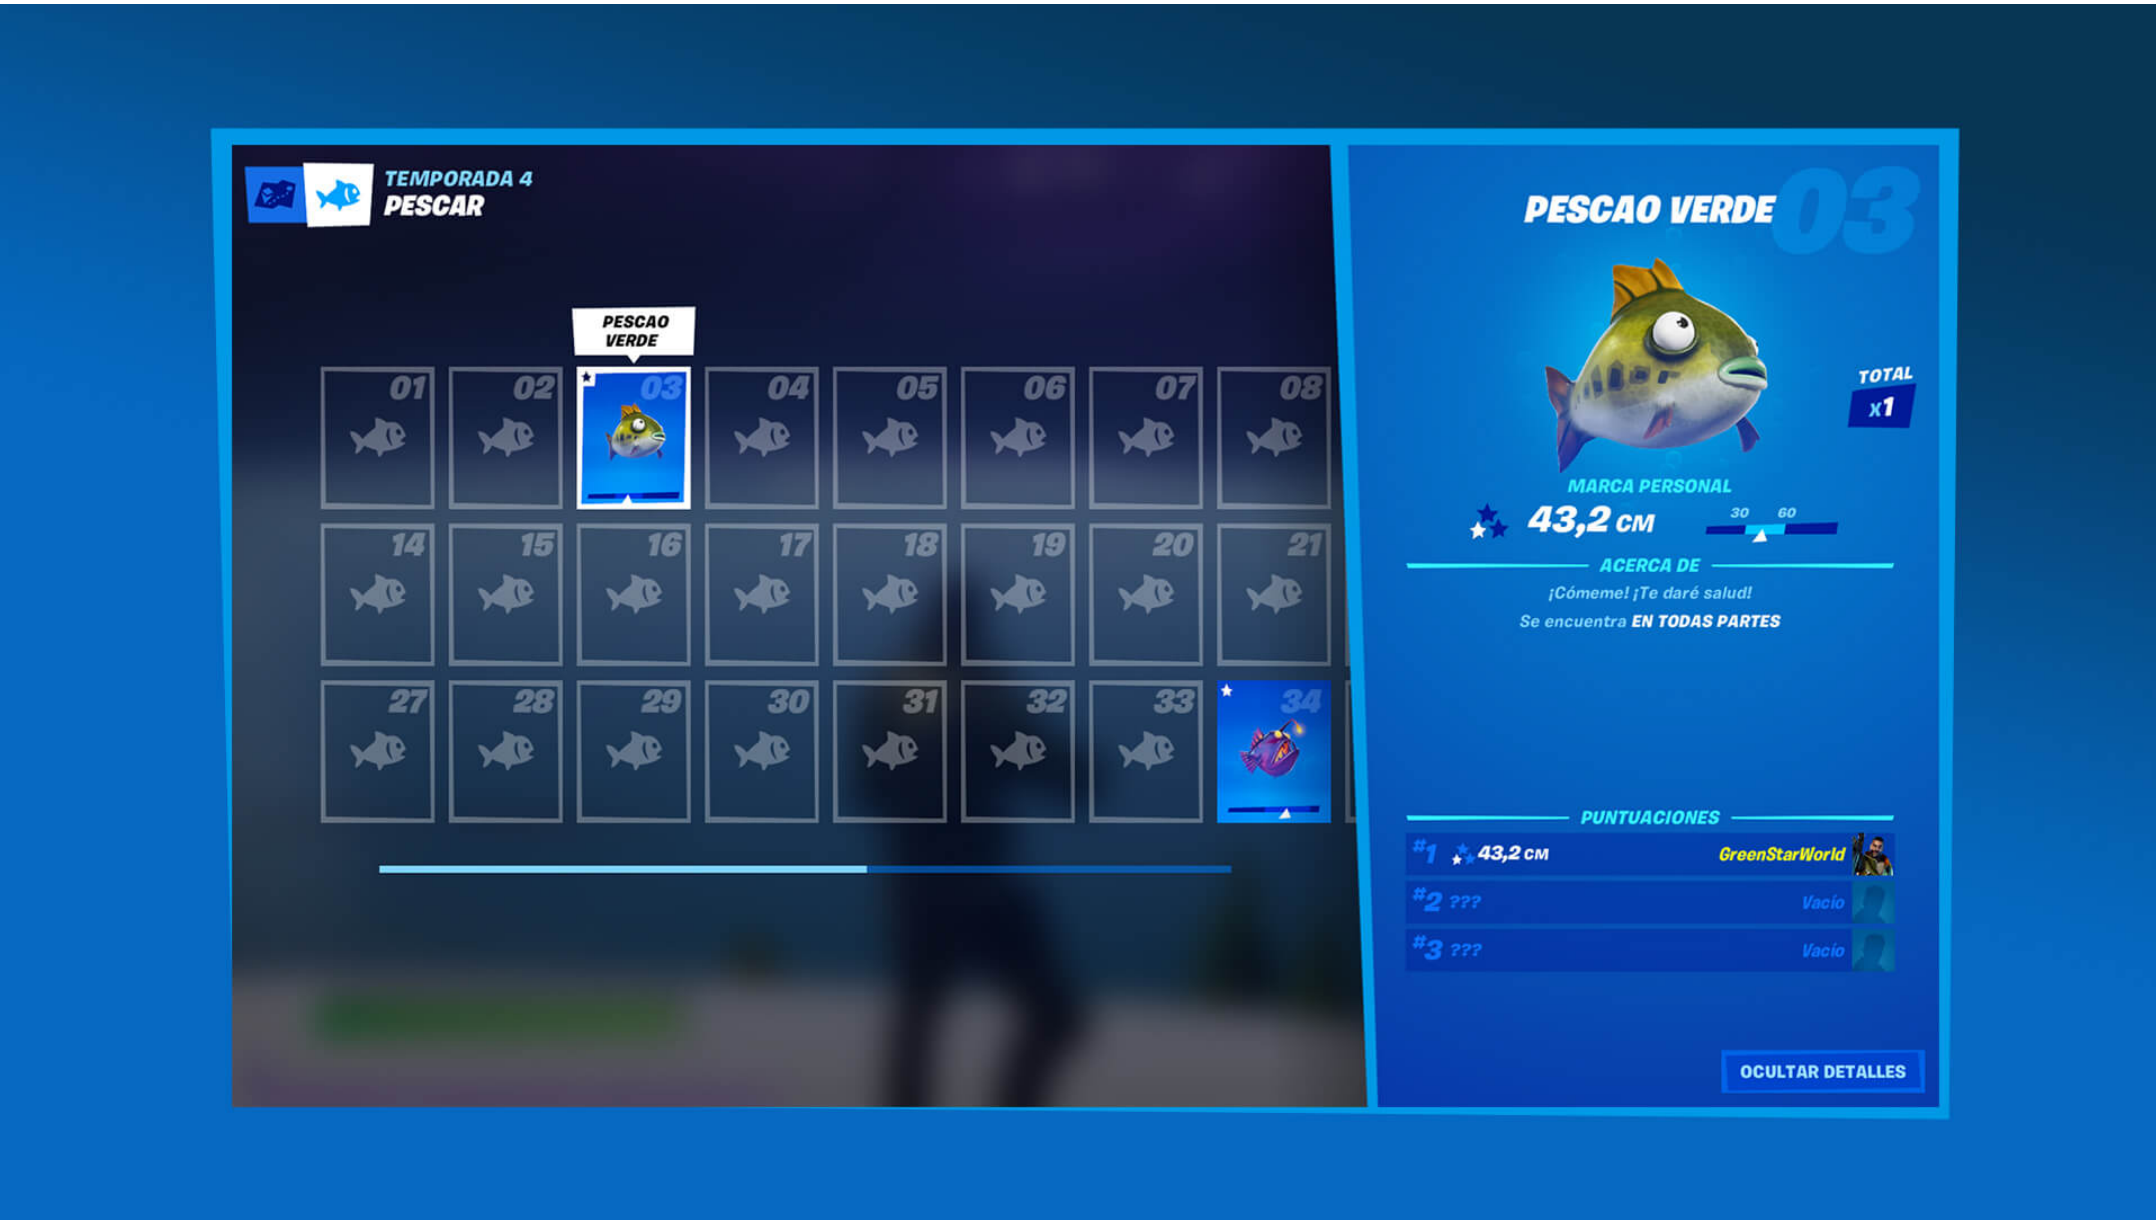 TEMPORADA 4
PESCAR
PESCAO
VERDE
01
02
03
04
05
06
07
08
14
15
16
17
18
19
20
21
27
28
29
30
31
32
33
34
PESCAO VERDE
03
TOTAL
x1
MARCA PERSONAL
43,2 CM
30 60
ACERCA DE
¡Cómeme! ¡Te daré salud!
Se encuentra EN TODAS PARTES
PUNTUACIONES
#1 43,2 CM GreenStarWorld
#2 ??? Vacío
#3 ??? Vacío
OCULTAR DETALLES